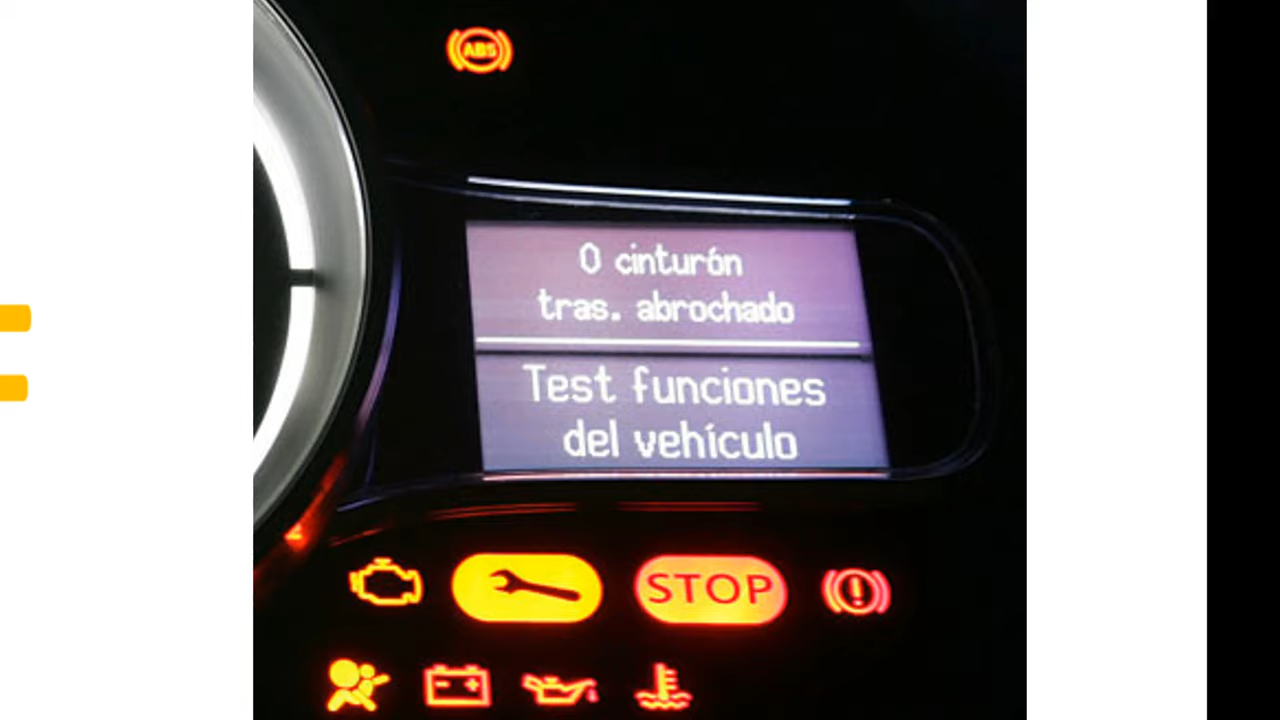 ABS
0 cinturón
tras. abrochado
Test funciones
del vehículo
STOP